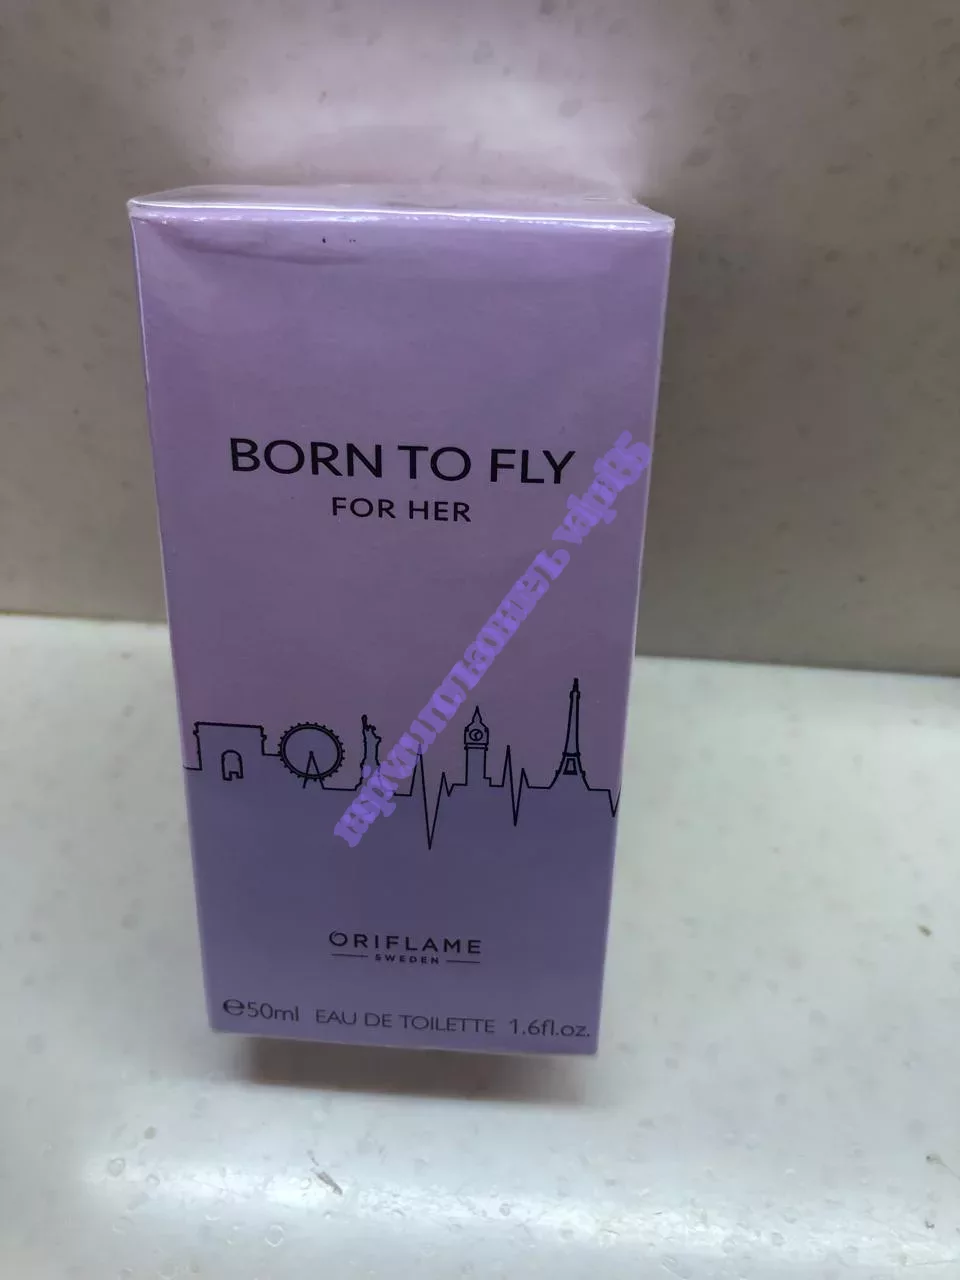 BORN TO FLY
FOR HER
ORIFLAME
SWEDEN
℮50ml EAU DE TOILETTE 1.6fl.oz.